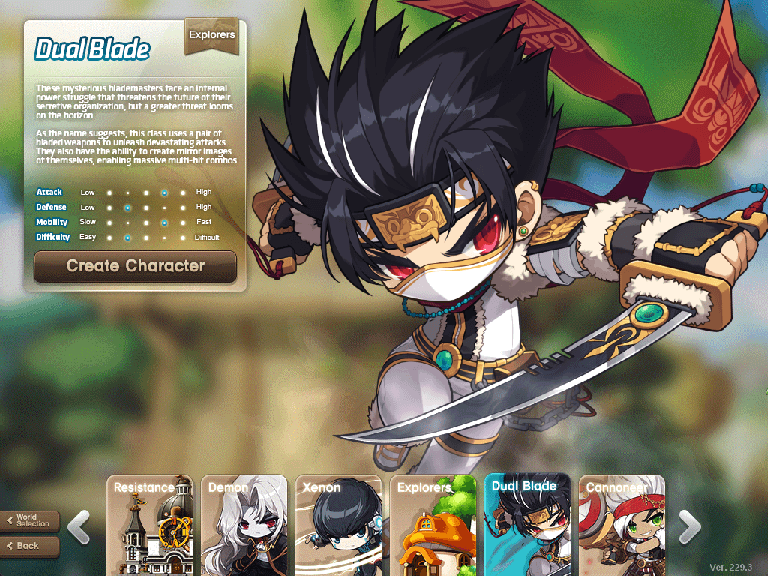 Explorers
Dual Blade
These mysterious blademasters face an internal
power struggle that threatens the future of their
secretive organization, but a greater threat looms
on the horizon.
As the name suggests, this class uses a pair of
bladed weapons to unleash devastating attacks.
They also have the ability to create mirror images
of themselves, enabling massive multi-hit combos
Attack Low High
Defense Low High
Mobility Slow Fast
Difficulty Easy Difficult
Create Character
Resistance
Demon
Xenon
Explorers
Dual Blade
Cannoneer
World
Selection
Back
Ver. 229.3